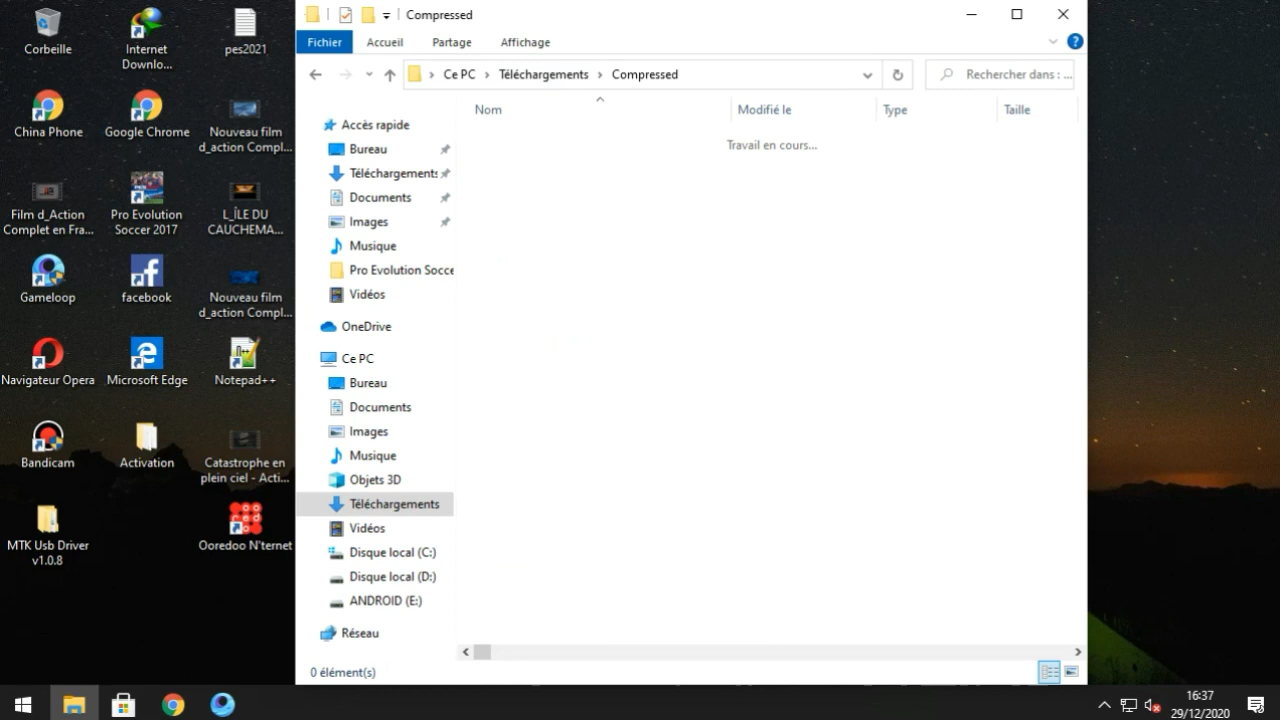 Corbeille
Internet
Downlo...
pes2021
China Phone
Google Chrome
Nouveau film
d_action Compl...
Film d_Action
Complet en Fra...
Pro Evolution
Soccer 2017
L_ÎLE DU
CAUCHEMA...
Gameloop
facebook
Nouveau film
d_action Compl...
Navigateur Opera
Microsoft Edge
Notepad++
Bandicam
Activation
Catastrophe en
plein ciel - Acti...
MTK Usb Driver
v1.0.8
Ooredoo N'ternet
Compressed
Fichier
Accueil
Partage
Affichage
Ce PC
Téléchargements
Compressed
Rechercher dans : ...
Nom
Modifié le
Type
Taille
Travail en cours...
Accès rapide
Bureau
Téléchargements
Documents
Images
Musique
Pro Evolution Socce
Vidéos
OneDrive
Ce PC
Bureau
Documents
Images
Musique
Objets 3D
Téléchargements
Vidéos
Disque local (C:)
Disque local (D:)
ANDROID (E:)
Réseau
0 élément(s)
16:37
29/12/2020